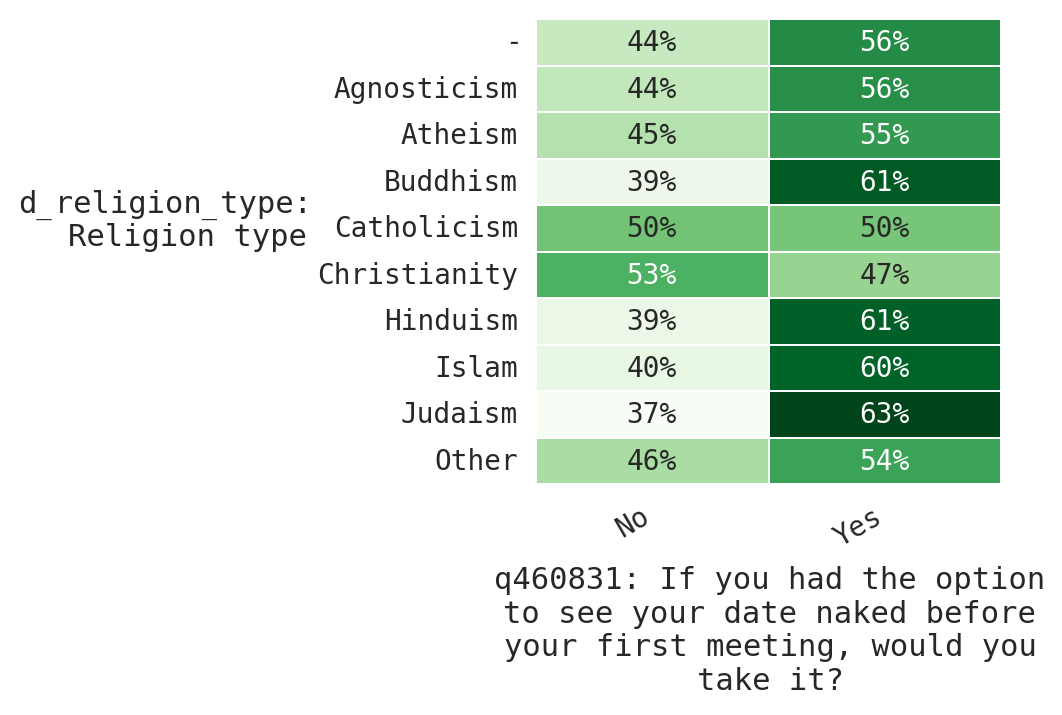 - 44% 56%
Agnosticism 44% 56%
Atheism 45% 55%
Buddhism 39% 61%
d_religion_type:
Religion type
Catholicism 50% 50%
Christianity 53% 47%
Hinduism 39% 61%
Islam 40% 60%
Judaism 37% 63%
Other 46% 54%
No Yes
q460831: If you had the option
to see your date naked before
your first meeting, would you
take it?